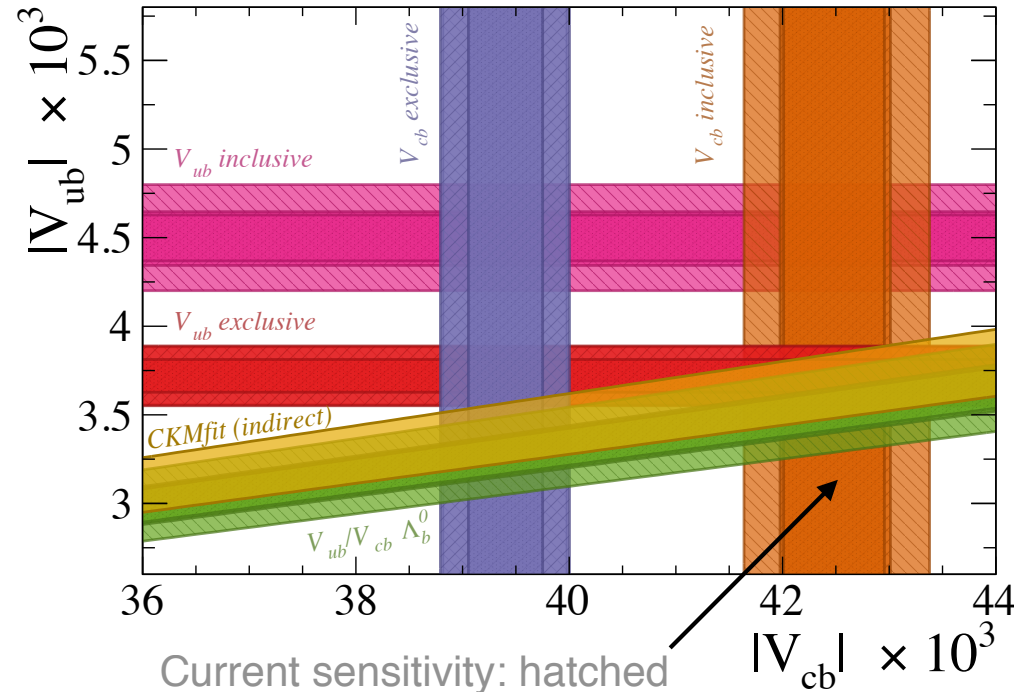 |V_ub| × 10^3
5.5
5
4.5
4
3.5
3
V_cb exclusive
V_cb inclusive
V_ub inclusive
V_ub exclusive
CKMfit (indirect)
V_ub/V_cb Λ_b^0
36
38
40
42
44
|V_cb| × 10^3
Current sensitivity: hatched